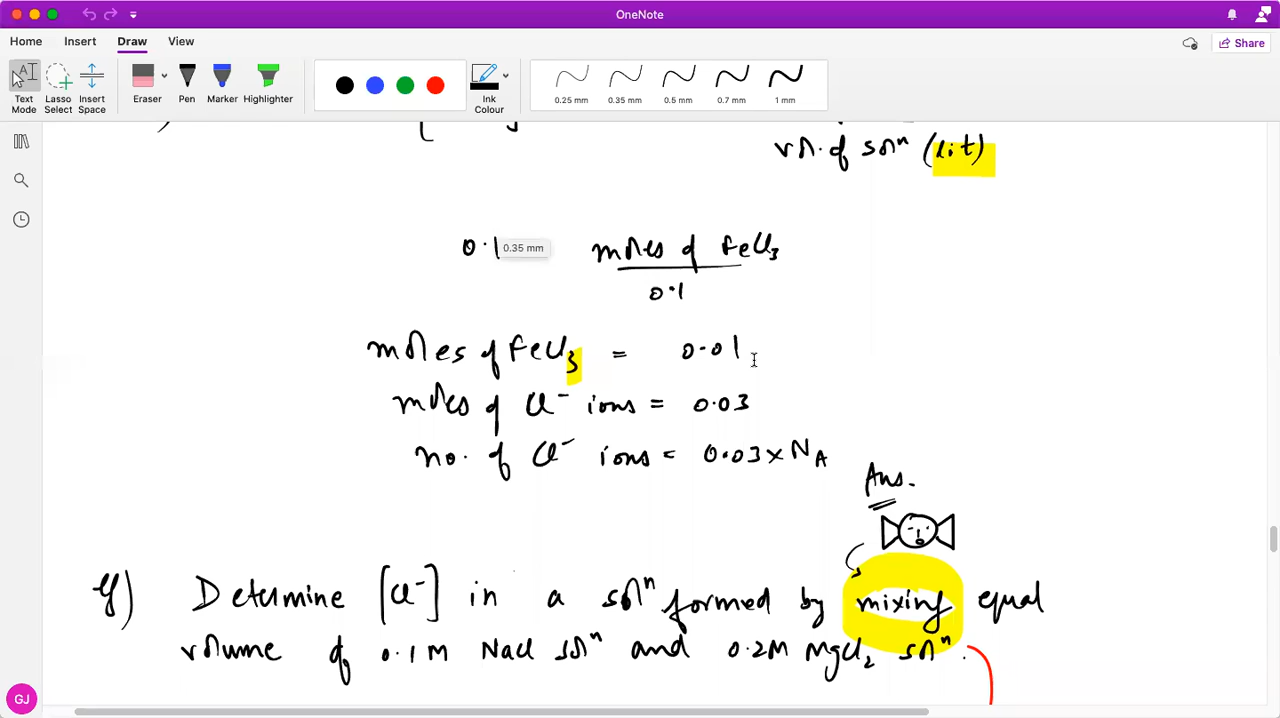 OneNote
Home Insert Draw View
Share
Text Mode
Lasso Select
Insert Space
Eraser
Pen
Marker
Highlighter
Ink Colour
0.25 mm
0.35 mm
0.5 mm
0.7 mm
1 mm
vol. of solⁿ (lit)
0.1 moles of FeCl₃
0.35 mm
0.1
moles of FeCl₃ = 0.01
moles of Cl⁻ ions = 0.03
no. of Cl⁻ ions = 0.03 x N_A
Ans.
Determine [Cl⁻] in a solⁿ formed by mixing equal
volume of 0.1M NaCl solⁿ and 0.2M MgCl₂ solⁿ.
GJ